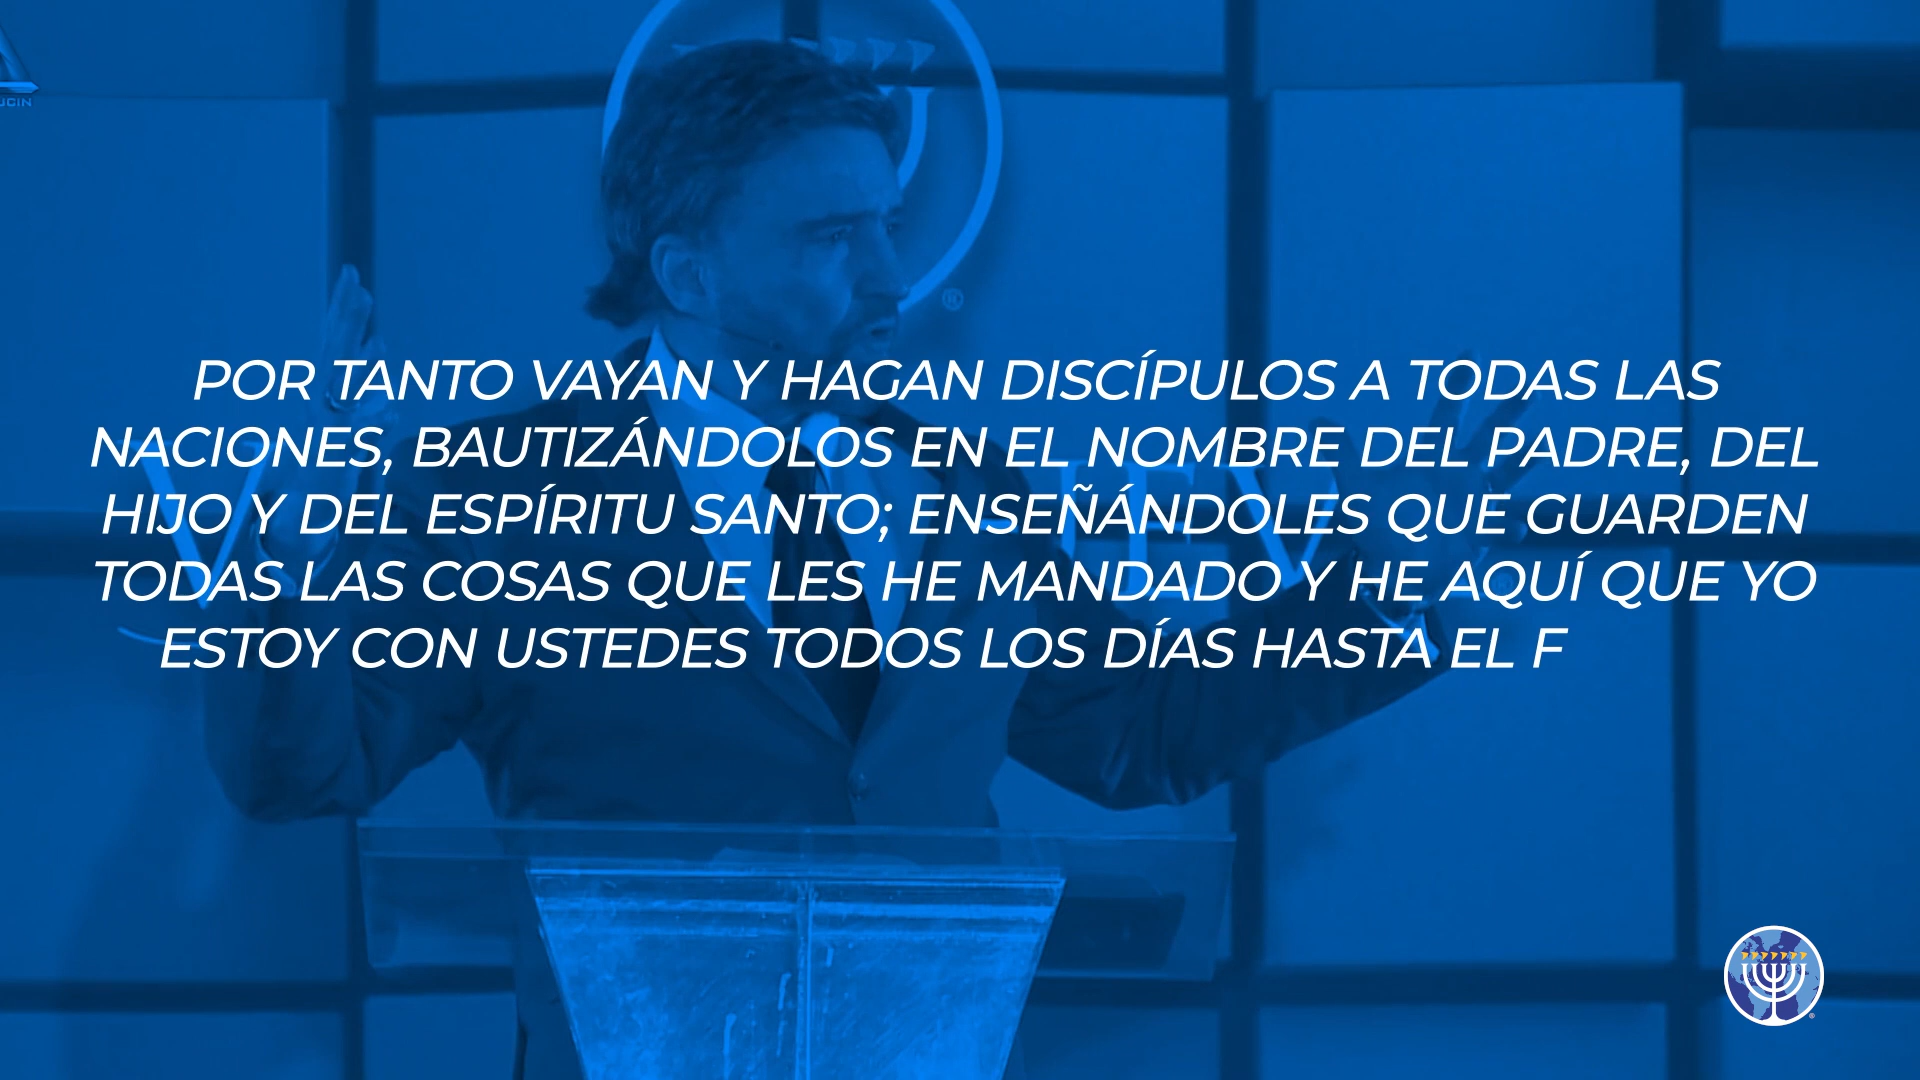 UCIN
POR TANTO VAYAN Y HAGAN DISCÍPULOS A TODAS LAS
NACIONES, BAUTIZÁNDOLOS EN EL NOMBRE DEL PADRE, DEL
HIJO Y DEL ESPÍRITU SANTO; ENSEÑÁNDOLES QUE GUARDEN
TODAS LAS COSAS QUE LES HE MANDADO Y HE AQUÍ QUE YO
ESTOY CON USTEDES TODOS LOS DÍAS HASTA EL F